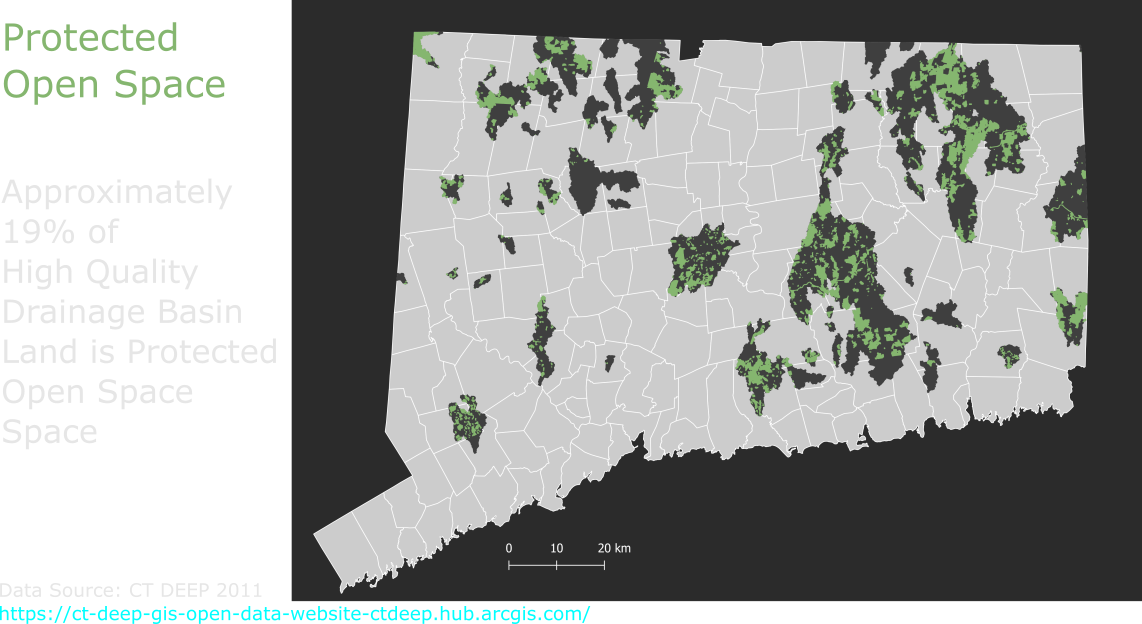 Protected
Open Space
Approximately
19% of
High Quality
Drainage Basin
Land is Protected
Open Space
Space
0 10 20 km
Data Source: CT DEEP 2011
https://ct-deep-gis-open-data-website-ctdeep.hub.arcgis.com/